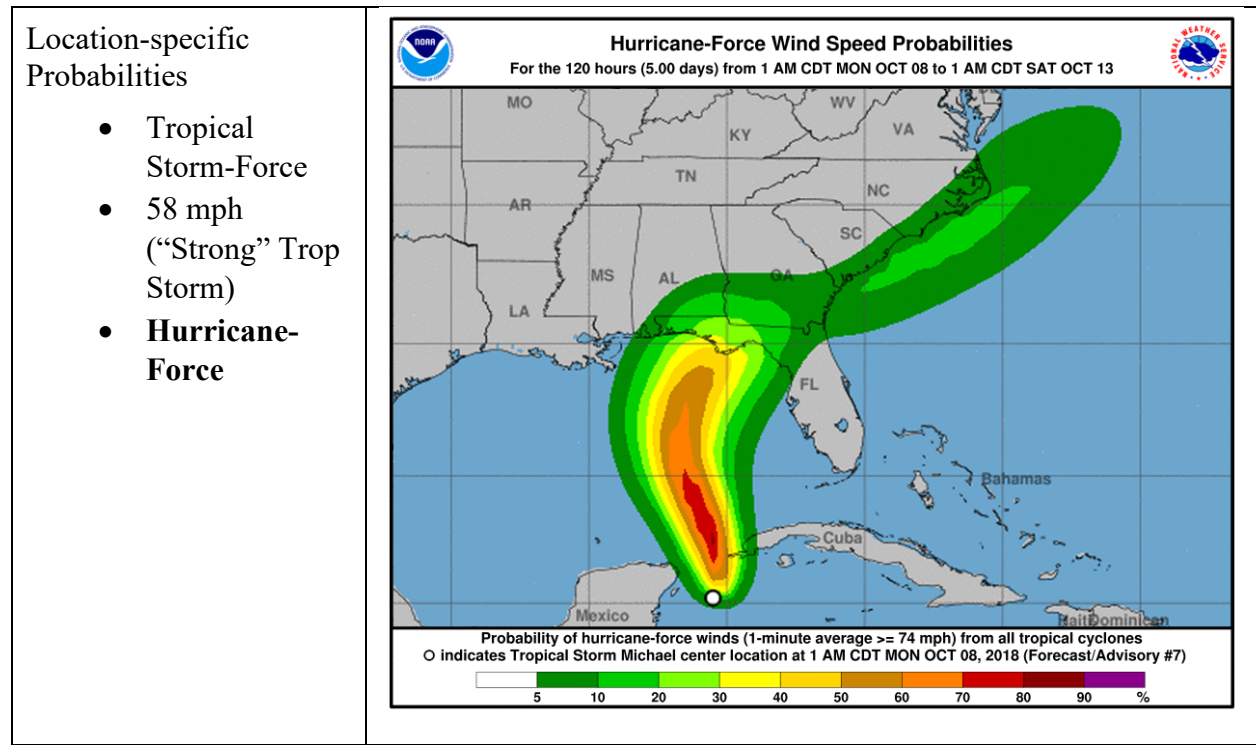 Location-specific
Probabilities
• Tropical
Storm-Force
• 58 mph
(“Strong” Trop
Storm)
• Hurricane-
Force
NOAA
Hurricane-Force Wind Speed Probabilities
For the 120 hours (5.00 days) from 1 AM CDT MON OCT 08 to 1 AM CDT SAT OCT 13
NATIONAL WEATHER SERVICE
MO
WV
KY
VA
TN
NC
AR
SC
MS
AL
GA
LA
FL
Bahamas
Cuba
Mexico
Haiti
Dominican
Probability of hurricane-force winds (1-minute average >= 74 mph) from all tropical cyclones
O indicates Tropical Storm Michael center location at 1 AM CDT MON OCT 08, 2018 (Forecast/Advisory #7)
5 10 20 30 40 50 60 70 80 90 %